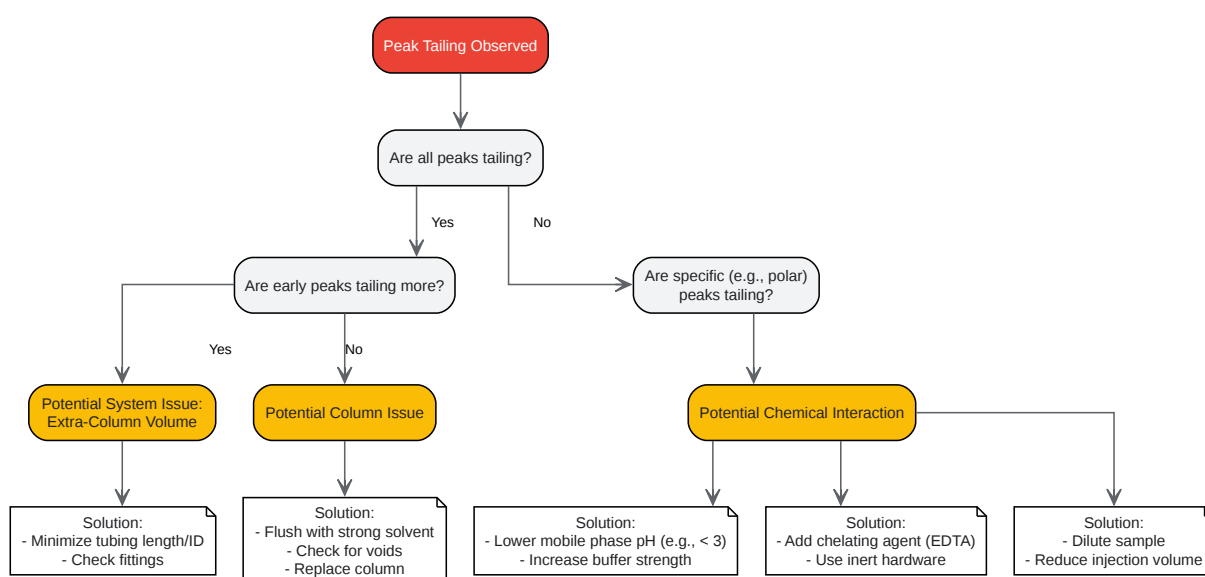 Peak Tailing Observed
Are all peaks tailing?
Yes
No
Are early peaks tailing more?
Are specific (e.g., polar)
peaks tailing?
Yes
No
Potential System Issue:
Extra-Column Volume
Potential Column Issue
Potential Chemical Interaction
Solution:
- Minimize tubing length/ID
- Check fittings
Solution:
- Flush with strong solvent
- Check for voids
- Replace column
Solution:
- Lower mobile phase pH (e.g., < 3)
- Increase buffer strength
Solution:
- Add chelating agent (EDTA)
- Use inert hardware
Solution:
- Dilute sample
- Reduce injection volume